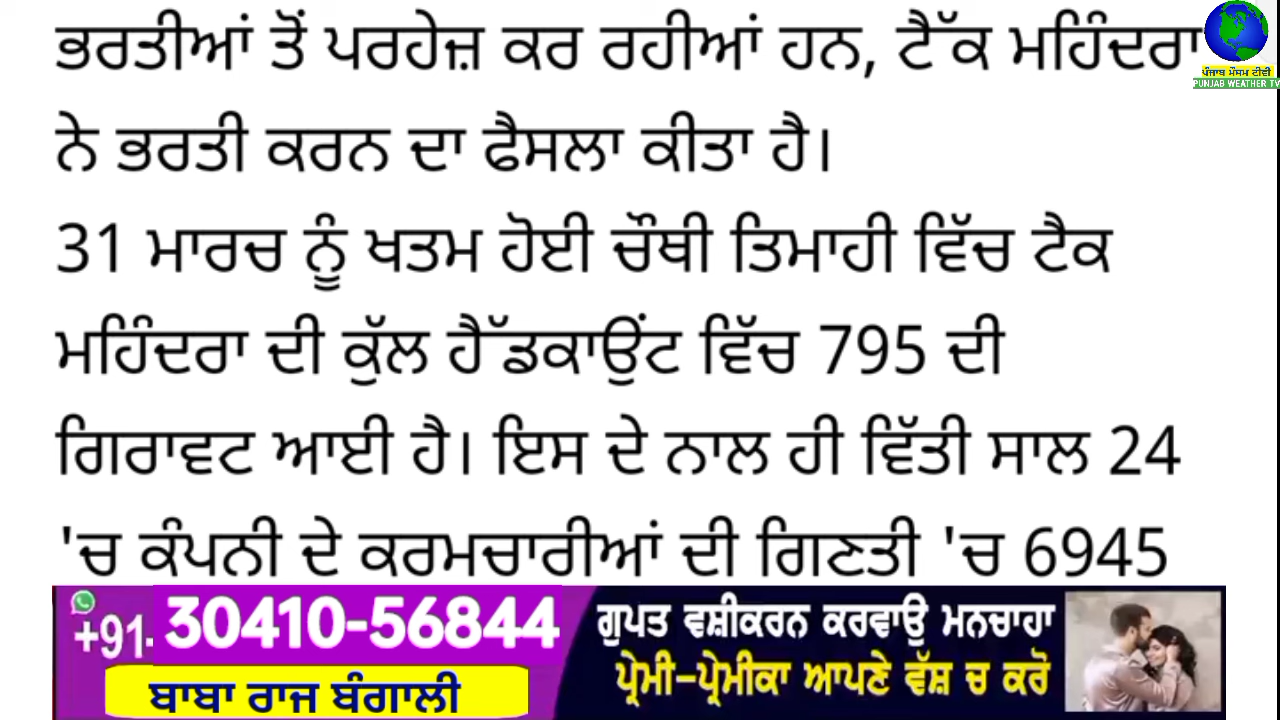 ਭਰਤੀਆਂ ਤੋਂ ਪਰਹੇਜ਼ ਕਰ ਰਹੀਆਂ ਹਨ, ਟੈੱਕ ਮਹਿੰਦਰਾ
ਪੰਜਾਬ ਮੌਸਮ ਟੀਵੀ
PUNJAB WEATHER TV
ਨੇ ਭਰਤੀ ਕਰਨ ਦਾ ਫੈਸਲਾ ਕੀਤਾ ਹੈ।
31 ਮਾਰਚ ਨੂੰ ਖਤਮ ਹੋਈ ਚੌਥੀ ਤਿਮਾਹੀ ਵਿੱਚ ਟੈਕ
ਮਹਿੰਦਰਾ ਦੀ ਕੁੱਲ ਹੈੱਡਕਾਉਂਟ ਵਿੱਚ 795 ਦੀ
ਗਿਰਾਵਟ ਆਈ ਹੈ। ਇਸ ਦੇ ਨਾਲ ਹੀ ਵਿੱਤੀ ਸਾਲ 24
'ਚ ਕੰਪਨੀ ਦੇ ਕਰਮਚਾਰੀਆਂ ਦੀ ਗਿਣਤੀ 'ਚ 6945
+91. 30410-56844
ਬਾਬਾ ਰਾਜ ਬੰਗਾਲੀ
ਗੁਪਤ ਵਸ਼ੀਕਰਨ ਕਰਵਾਉ ਮਨਚਾਹਾ
ਪ੍ਰੇਮੀ-ਪ੍ਰੇਮੀਕਾ ਆਪਣੇ ਵੱਸ਼ ਚ ਕਰੋ